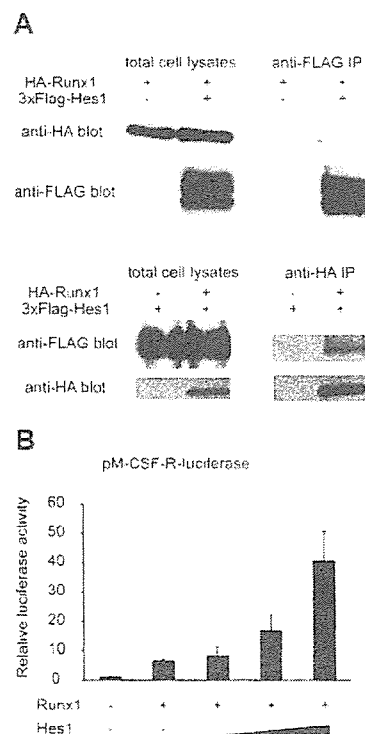 A
total cell lysates anti-FLAG IP
HA-Runx1 + + + +
3xFlag-Hes1 - + - +
anti-HA blot
anti-FLAG blot
total cell lysates anti-HA IP
HA-Runx1 - + - +
3xFlag-Hes1 + + + +
anti-FLAG blot
anti-HA blot
B
pM-CSF-R-luciferase
Relative luciferase activity
60
50
40
30
20
10
0
Runx1 - + + + +
Hes1 - -